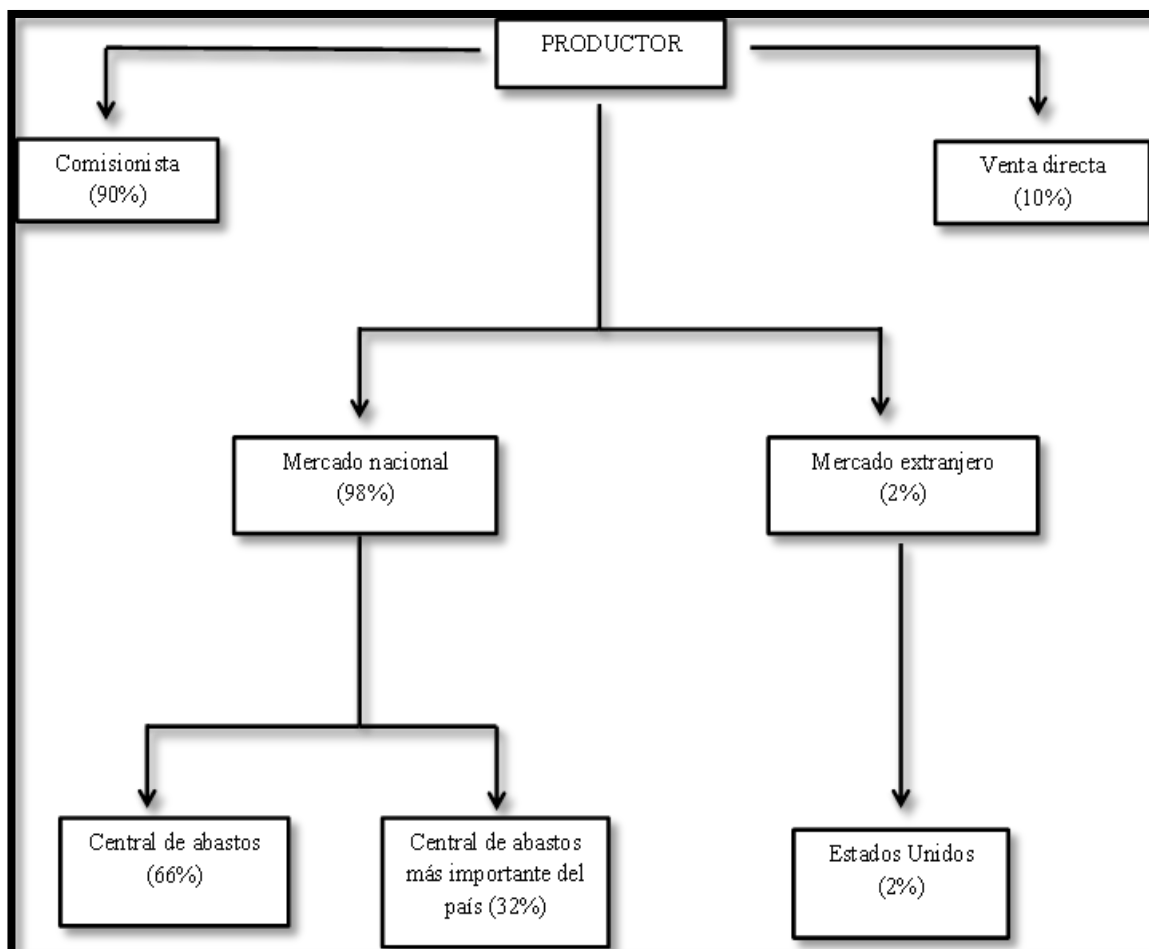 PRODUCTOR
Comisionista
(90%)
Venta directa
(10%)
Mercado nacional
(98%)
Mercado extranjero
(2%)
Central de abastos
(66%)
Central de abastos
más importante del
país (32%)
Estados Unidos
(2%)